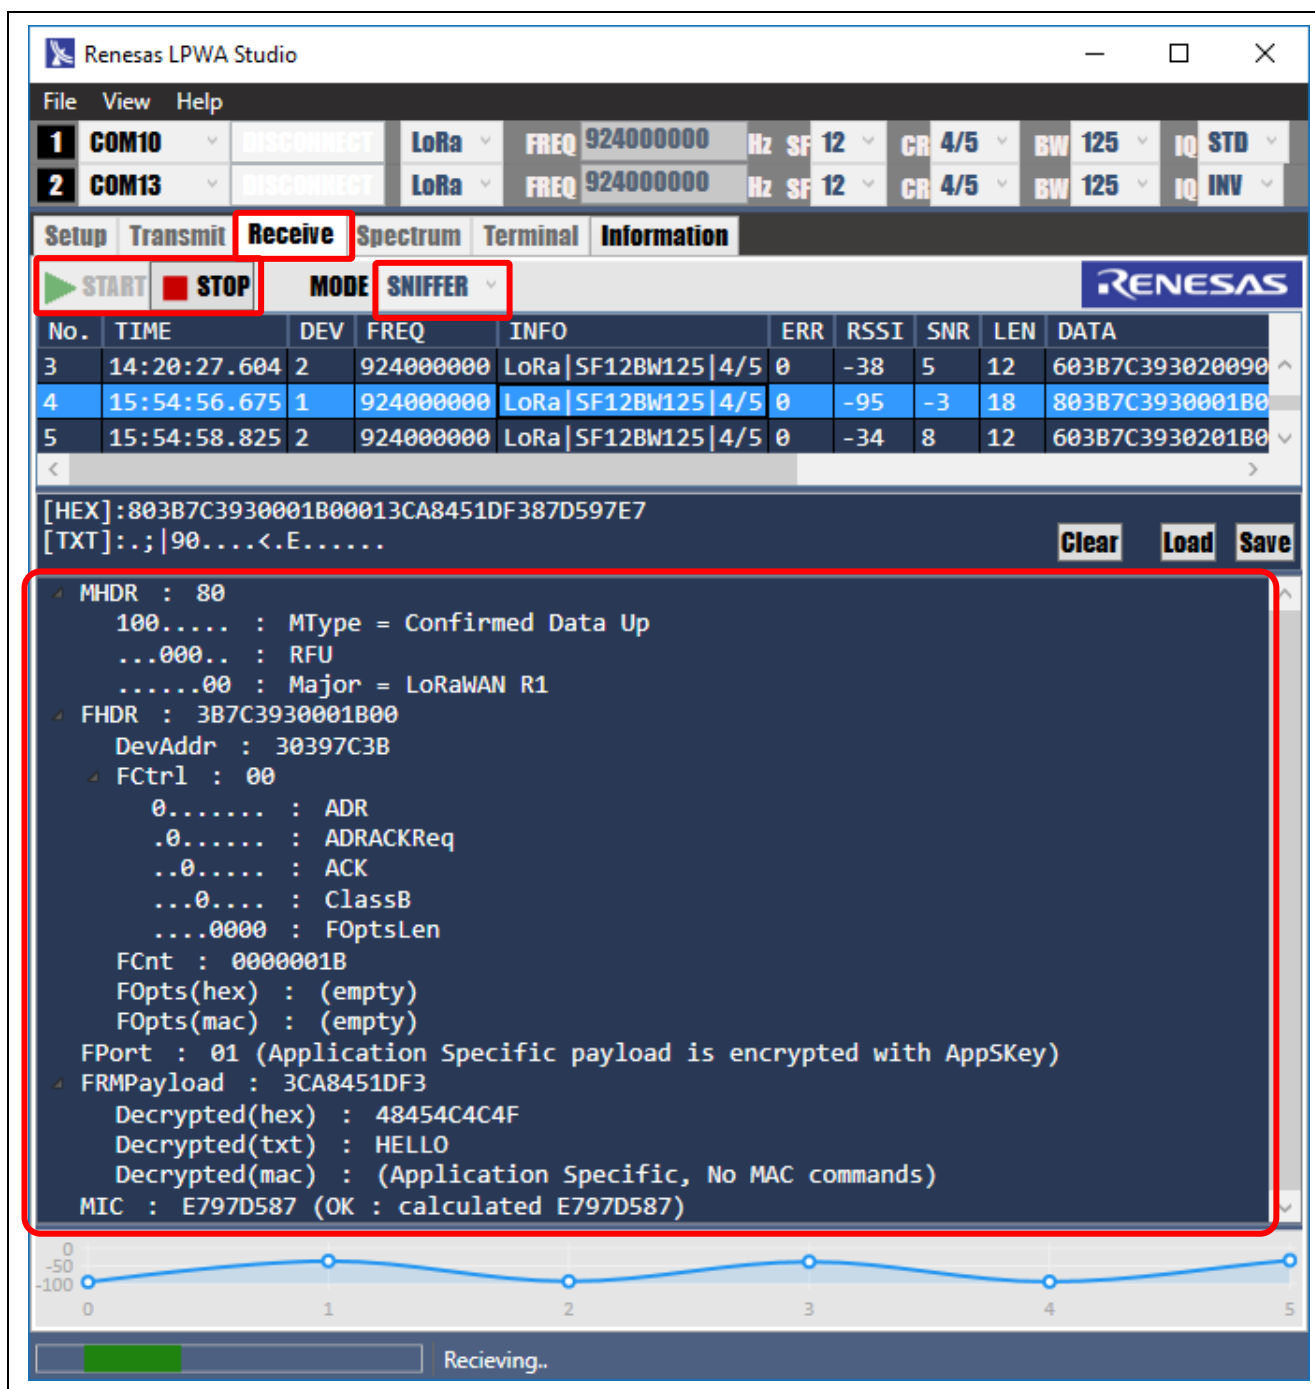 Renesas LPWA Studio
File View Help
1 COM10 DISCONNECT LoRa FREQ 924000000 Hz SF 12 CR 4/5 BW 125 IQ STD
2 COM13 DISCONNECT LoRa FREQ 924000000 Hz SF 12 CR 4/5 BW 125 IQ INV
Setup Transmit Receive Spectrum Terminal Information
START STOP MODE SNIFFER RENESAS
No. TIME DEV FREQ INFO ERR RSSI SNR LEN DATA
3 14:20:27.604 2 924000000 LoRa|SF12BW125|4/5 0 -38 5 12 603B7C393020090
4 15:54:56.675 1 924000000 LoRa|SF12BW125|4/5 0 -95 -3 18 803B7C3930001B0
5 15:54:58.825 2 924000000 LoRa|SF12BW125|4/5 0 -34 8 12 603B7C3930201B0
[HEX]:803B7C3930001B00013CA8451DF387D597E7
[TXT]:.;|90....<.E......
Clear Load Save
MHDR : 80
100..... : MType = Confirmed Data Up
...000.. : RFU
......00 : Major = LoRaWAN R1
FHDR : 3B7C3930001B00
DevAddr : 30397C3B
FCtrl : 00
0....... : ADR
.0...... : ADRACKReq
..0..... : ACK
...0.... : ClassB
....0000 : FOptsLen
FCnt : 0000001B
FOpts(hex) : (empty)
FOpts(mac) : (empty)
FPort : 01 (Application Specific payload is encrypted with AppSKey)
FRMPayload : 3CA8451DF3
Decrypted(hex) : 48454C4C4F
Decrypted(txt) : HELLO
Decrypted(mac) : (Application Specific, No MAC commands)
MIC : E797D587 (OK : calculated E797D587)
0
-50
-100
0 1 2 3 4 5
Recieving..